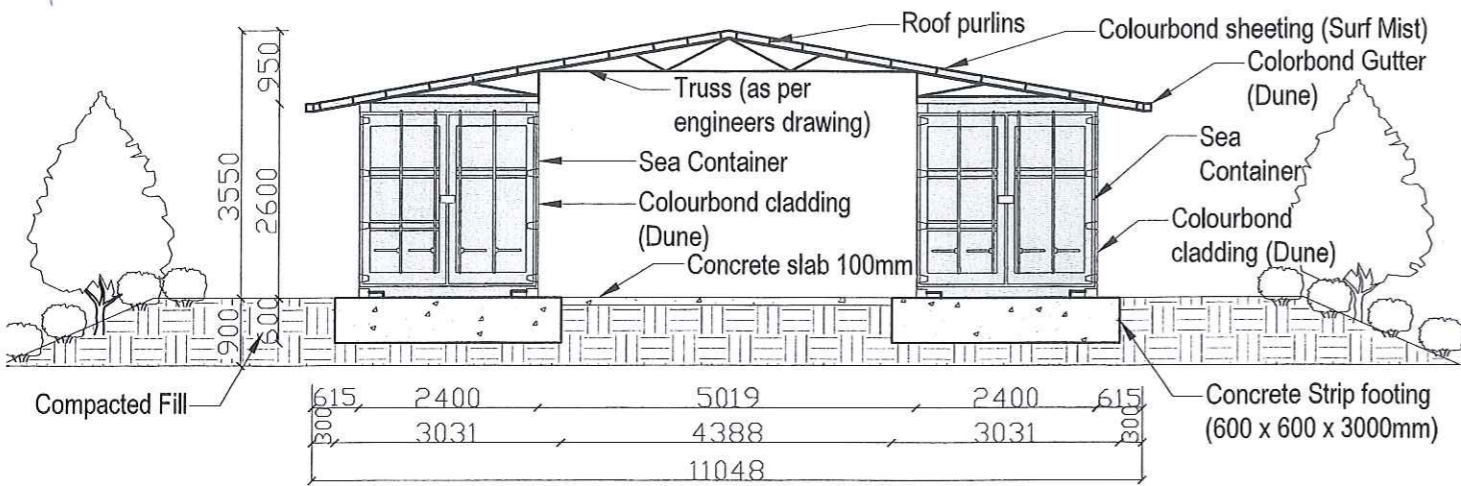 Roof purlins
Colourbond sheeting (Surf Mist)
Colorbond Gutter
(Dune)
Truss (as per
engineers drawing)
Sea Container
Sea
Container
Colourbond cladding
(Dune)
Colourbond
cladding (Dune)
Concrete slab 100mm
950
3550
2600
900
600
Compacted Fill
Concrete Strip footing
(600 x 600 x 3000mm)
615 2400 5019 2400 615
300 3031 4388 3031 300
11048